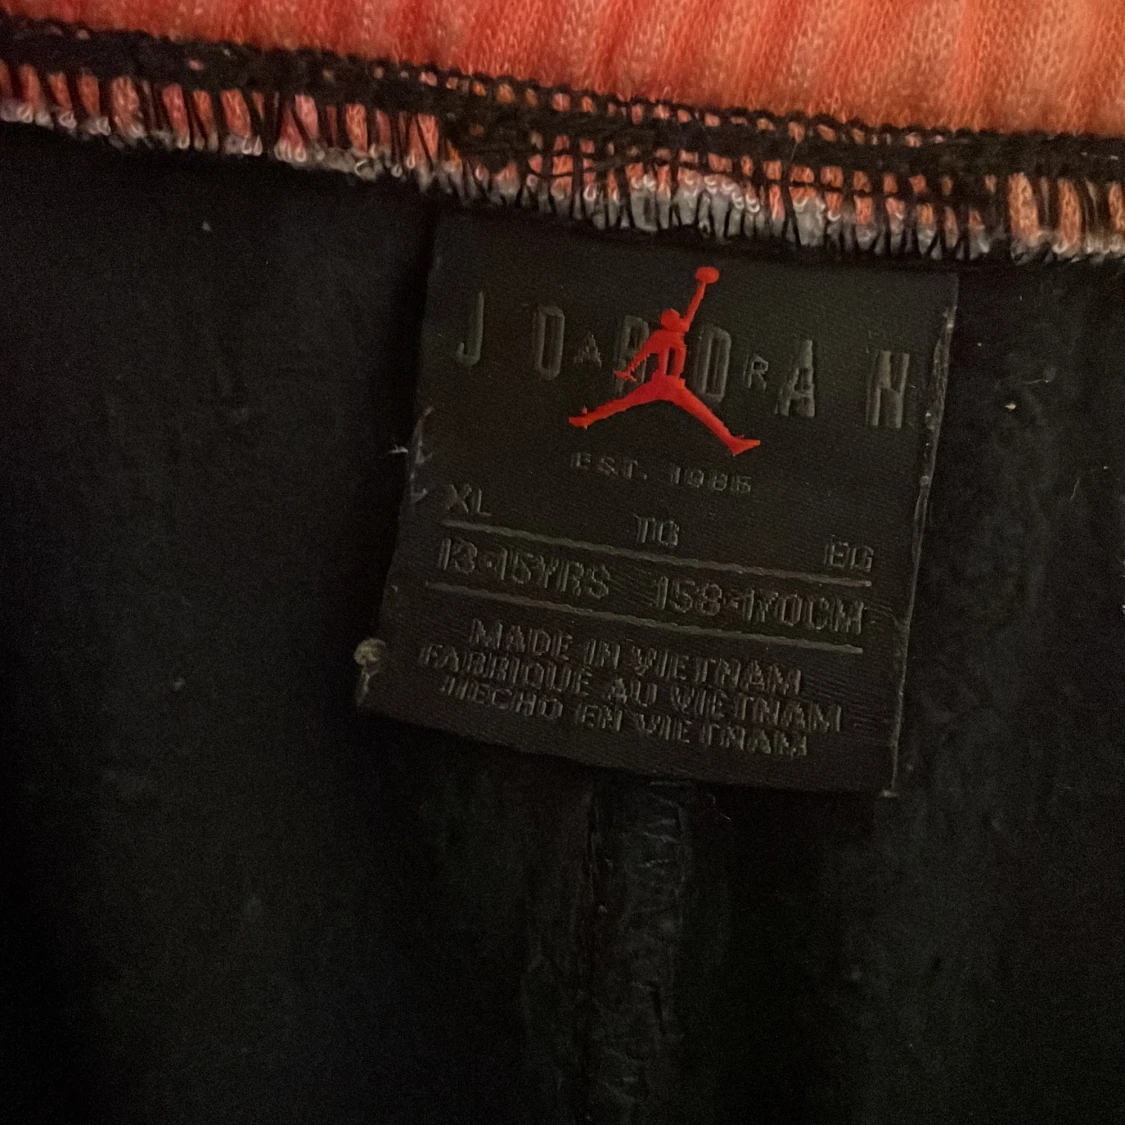 JORDAN
AIR
EST. 1985
XL TG EG
13-15YRS 158-170CM
MADE IN VIETNAM
FABRIQUE AU VIETNAM
HECHO EN VIETNAM